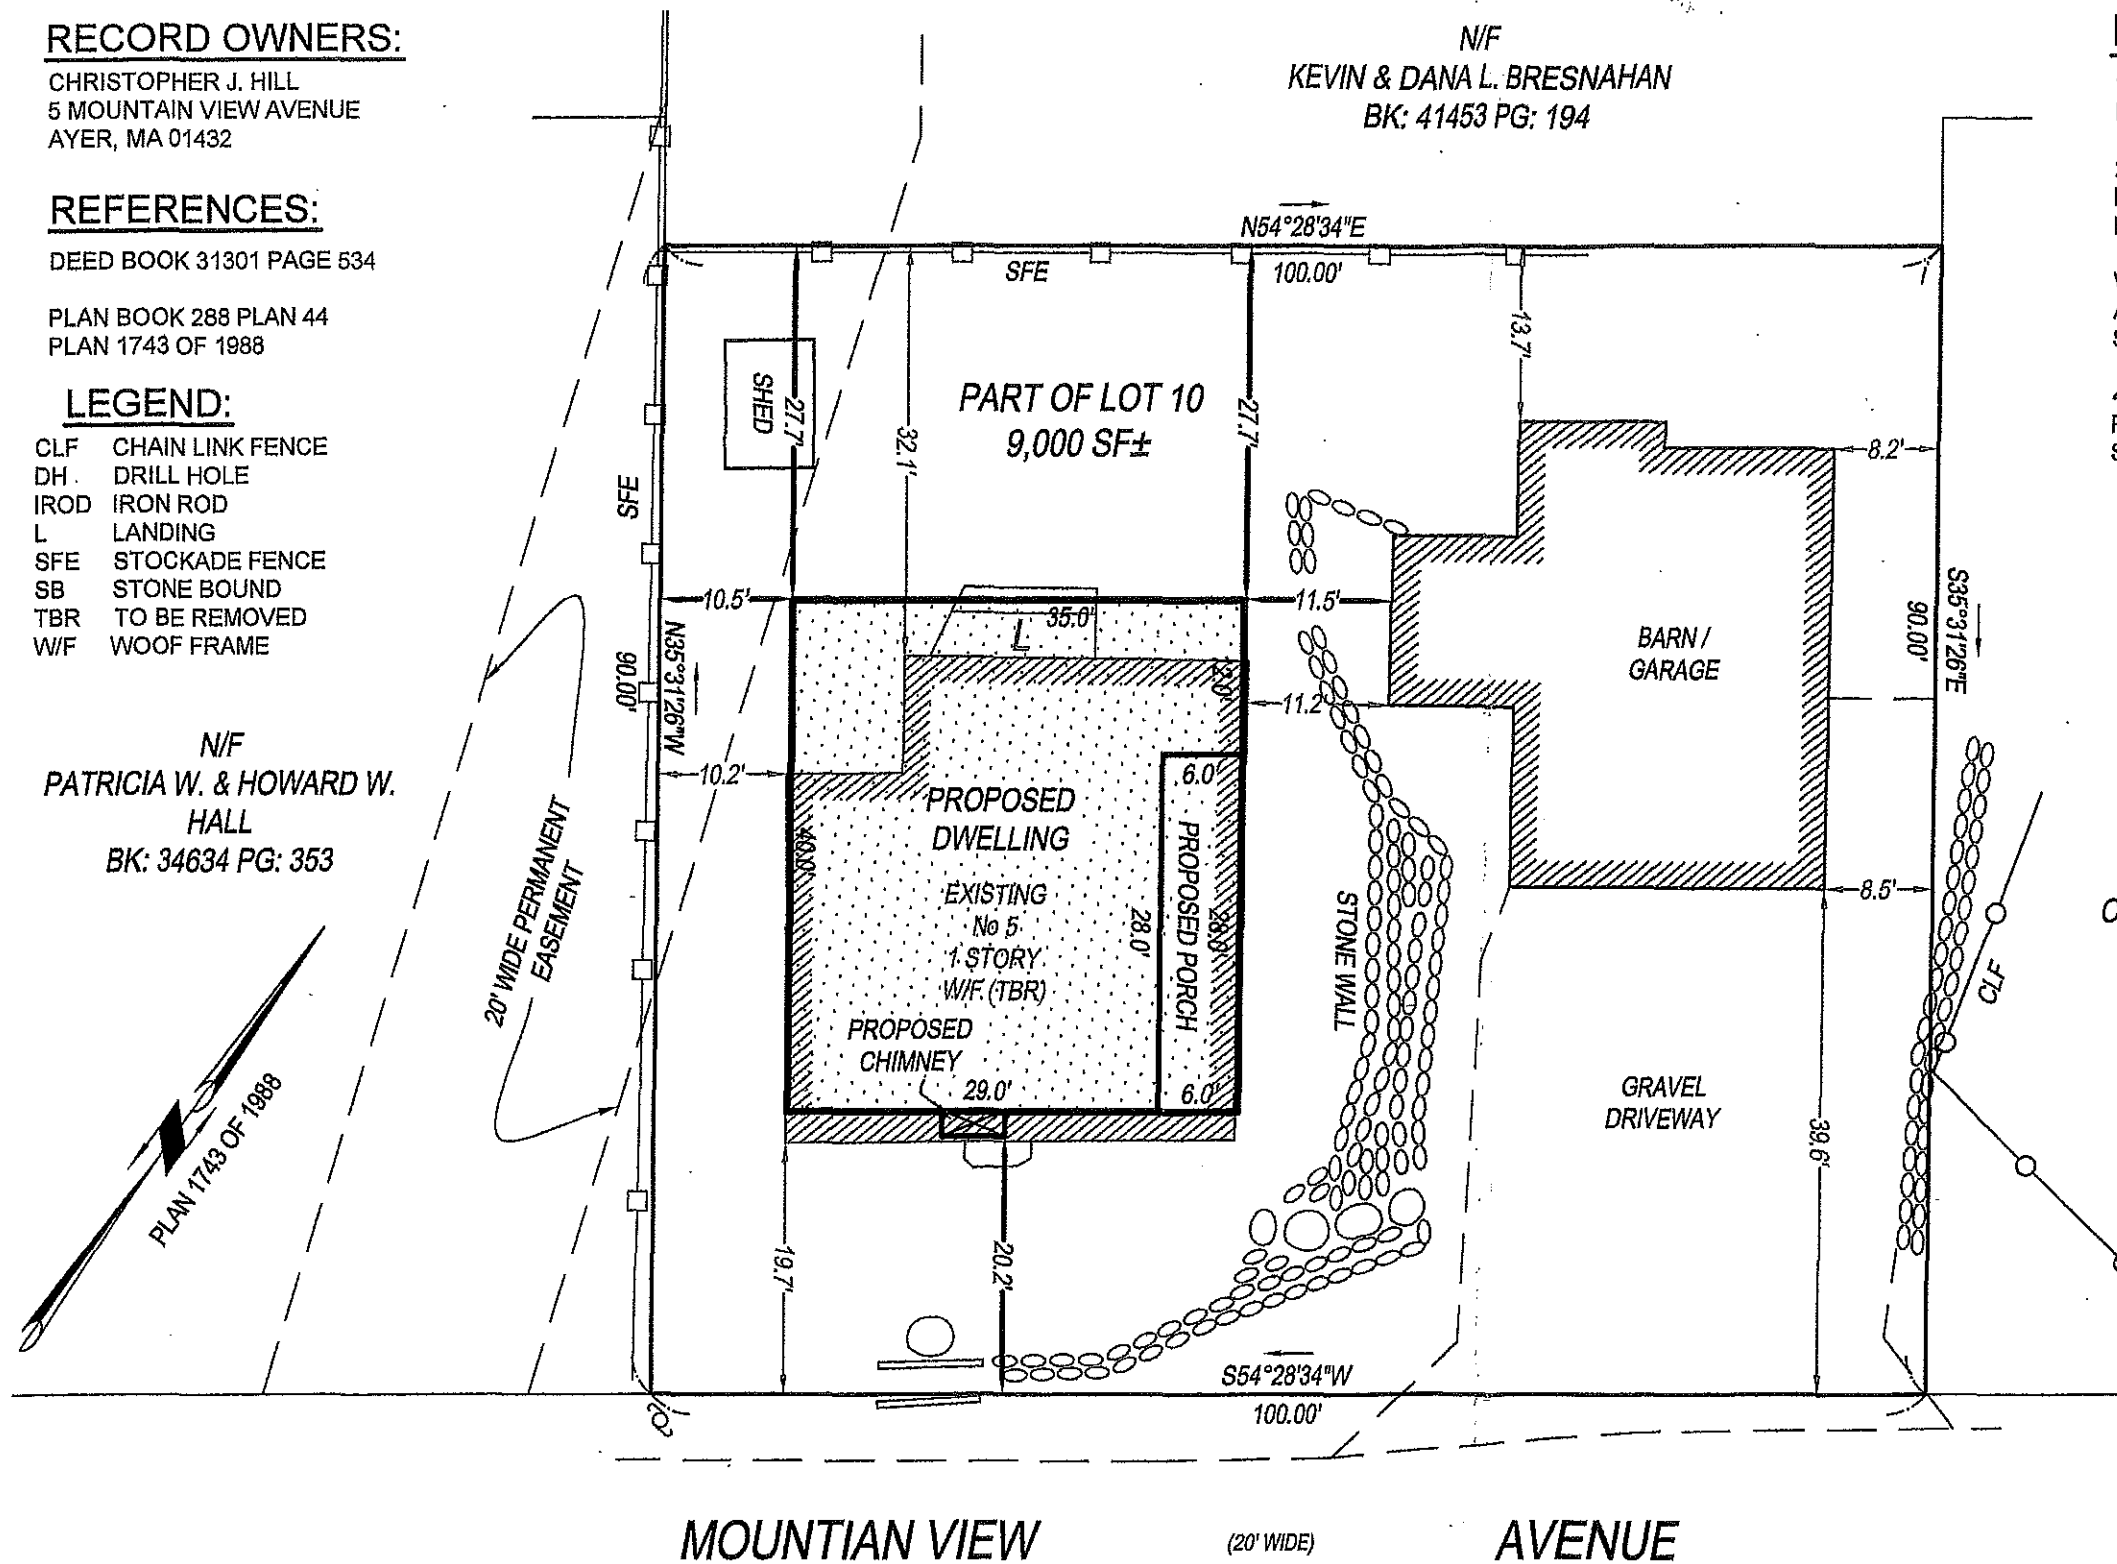 RECORD OWNERS:
CHRISTOPHER J. HILL
5 MOUNTAIN VIEW AVENUE
AYER, MA 01432
REFERENCES:
DEED BOOK 31301 PAGE 534
PLAN BOOK 288 PLAN 44
PLAN 1743 OF 1988
LEGEND:
CLF CHAIN LINK FENCE
DH DRILL HOLE
IROD IRON ROD
L LANDING
SFE STOCKADE FENCE
SB STONE BOUND
TBR TO BE REMOVED
W/F WOOF FRAME
N/F
PATRICIA W. & HOWARD W.
HALL
BK: 34634 PG: 353
PLAN 1743 OF 1988
20' WIDE PERMANENT
EASEMENT
N/F
KEVIN & DANA L. BRESNAHAN
BK: 41453 PG: 194
N54°28'34"E
100.00'
SFE
SFE
SHED
27.7'
32.1'
PART OF LOT 10
9,000 SF±
27.7'
13.7'
8.2'
10.5'
35.0'
L
11.5'
N35°31'26"W
90.00'
12.0'
11.2'
BARN /
GARAGE
S35°31'26"E
90.00'
10.2'
6.0'
40.0'
PROPOSED
DWELLING
EXISTING
No 5
1 STORY
W/F (TBR)
28.0'
PROPOSED PORCH
28.0'
STONE WALL
8.5'
CLF
PROPOSED
CHIMNEY
29.0'
6.0'
GRAVEL
DRIVEWAY
39.6'
19.7'
20.2'
S54°28'34"W
100.00'
MOUNTIAN VIEW (20' WIDE) AVENUE